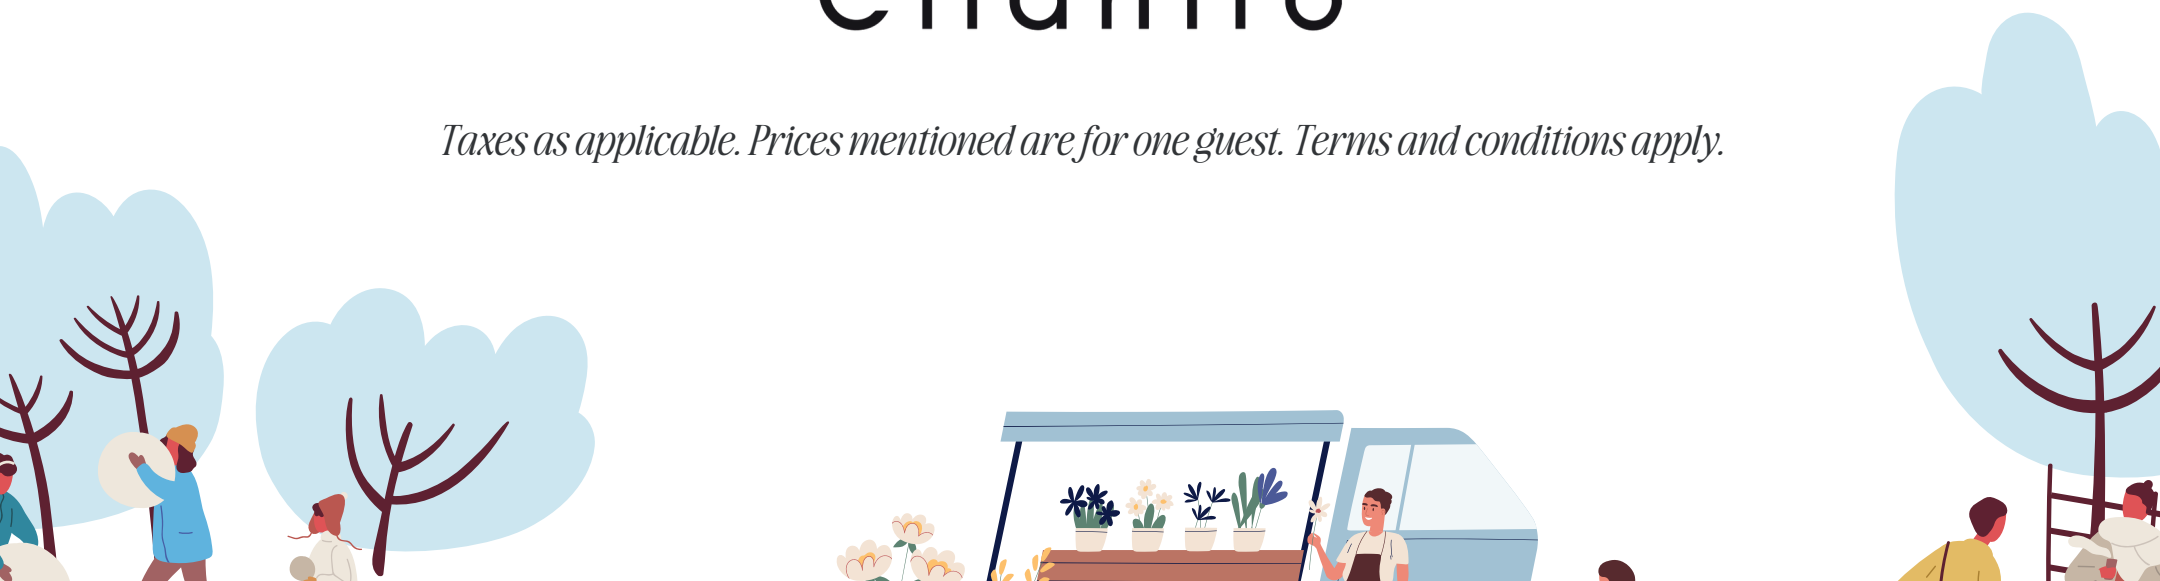 Taxes as applicable. Prices mentioned are for one guest. Terms and conditions apply.